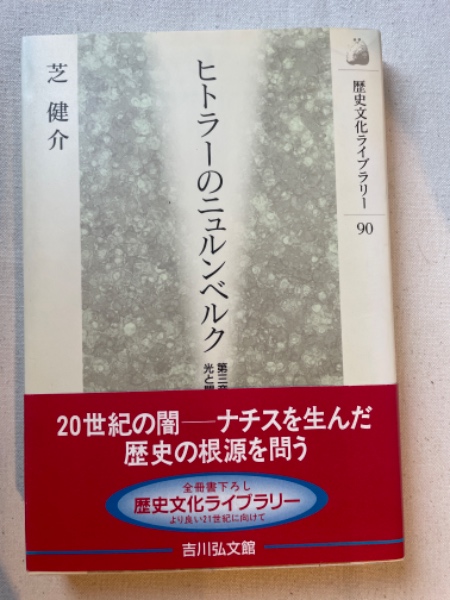 歴史文化ライブラリー
90
ヒトラーのニュルンベルク
第三
光と
芝 健介
20世紀の闇──ナチスを生んだ
歴史の根源を問う
全冊書下ろし
歴史文化ライブラリー
より良い21世紀に向けて
吉川弘文館